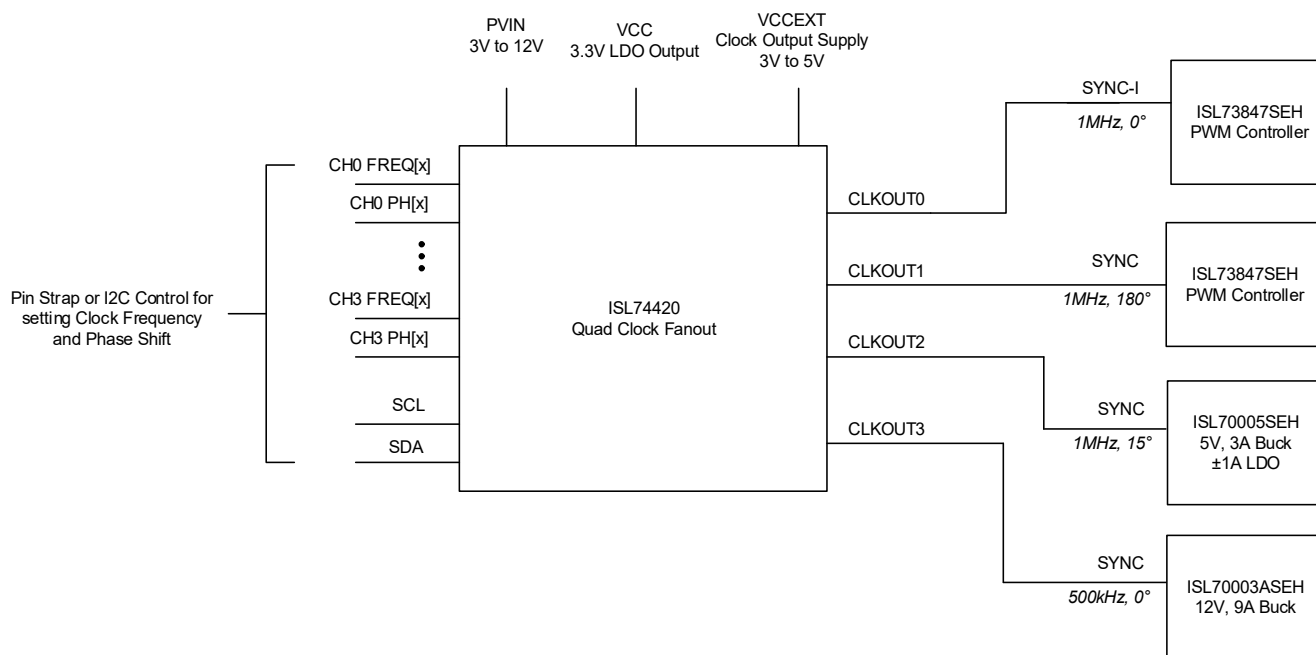 PVIN
3V to 12V
VCC
3.3V LDO Output
VCCEXT
Clock Output Supply
3V to 5V
Pin Strap or I2C Control for
setting Clock Frequency
and Phase Shift
CH0 FREQ[x]
CH0 PH[x]
CH3 FREQ[x]
CH3 PH[x]
SCL
SDA
ISL74420
Quad Clock Fanout
CLKOUT0
SYNC-I
1MHz, 0°
ISL73847SEH
PWM Controller
CLKOUT1
SYNC
1MHz, 180°
ISL73847SEH
PWM Controller
CLKOUT2
SYNC
1MHz, 15°
ISL70005SEH
5V, 3A Buck
±1A LDO
CLKOUT3
SYNC
500kHz, 0°
ISL70003ASEH
12V, 9A Buck